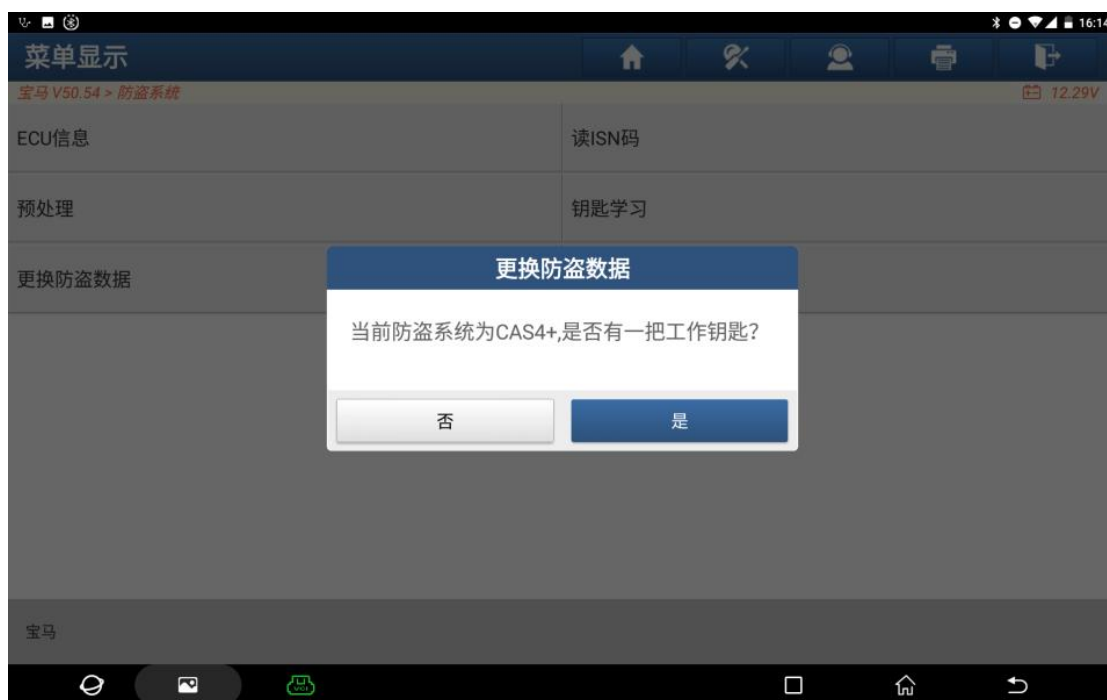 16:14
菜单显示
宝马 V50.54 > 防盗系统
12.29V
ECU信息
读ISN码
预处理
钥匙学习
更换防盗数据
更换防盗数据
当前防盗系统为CAS4+,是否有一把工作钥匙?
否
是
宝马
VCI